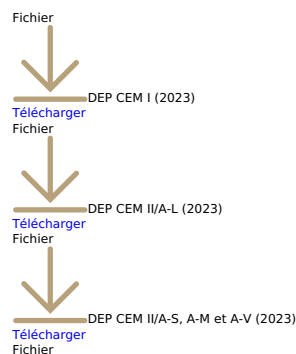 Fichier
DEP CEM I (2023)
Télécharger
Fichier
DEP CEM II/A-L (2023)
Télécharger
Fichier
DEP CEM II/A-S, A-M et A-V (2023)
Télécharger
Fichier